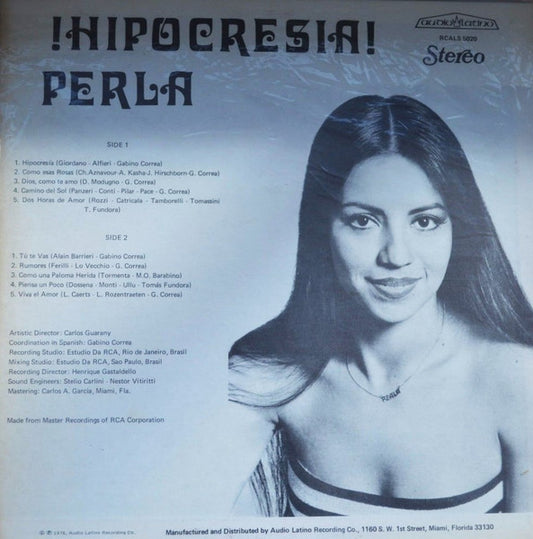 !HIPOCRESIA!
PERLA
audio latino
RCALS 5020
Stereo
SIDE 1
1. Hipocresía (Giordano - Alfieri - Gabino Correa)
2. Como esas Rosas (Ch.Aznavour-A. Kasha-J. Hirschborn-G. Correa)
3. Dios, como te amo (D. Modugno - G. Correa)
4. Camino del Sol (Panzeri - Conti - Pilar - Pace - G. Correa)
5. Dos Horas de Amor (Rozzi - Catricala - Tamborelli - Tomassini
T. Fundora)
SIDE 2
1. Tú te Vas (Alain Barrieri - Gabino Correa)
2. Rumores (Ferilli - Lo Vecchio - G. Correa)
3. Como una Paloma Herida (Tormenta - M.O. Barabino)
4. Piensa un Poco (Dossena - Monti - Ullu - Tomás Fundora)
5. Viva el Amor (L. Caerts - L. Rozentraeten - G. Correa)
Artistic Director: Carlos Guarany
Coordination in Spanish: Gabino Correa
Recording Studio: Estudio Da RCA, Rio de Janeiro, Brasil
Mixing Studio: Estudio Da RCA, Sao Paulo, Brasil
Recording Director: Henrique Gastaldello
Sound Engineers: Stelio Carlini - Nestor Vitiritti
Mastering: Carlos A. García, Miami, Fla.
Made from Master Recordings of RCA Corporation
PERLA
© ℗ 1976, Audio Latino Recording Co.
Manufactured and Distributed by Audio Latino Recording Co., 1160 S. W. 1st Street, Miami, Florida 33130